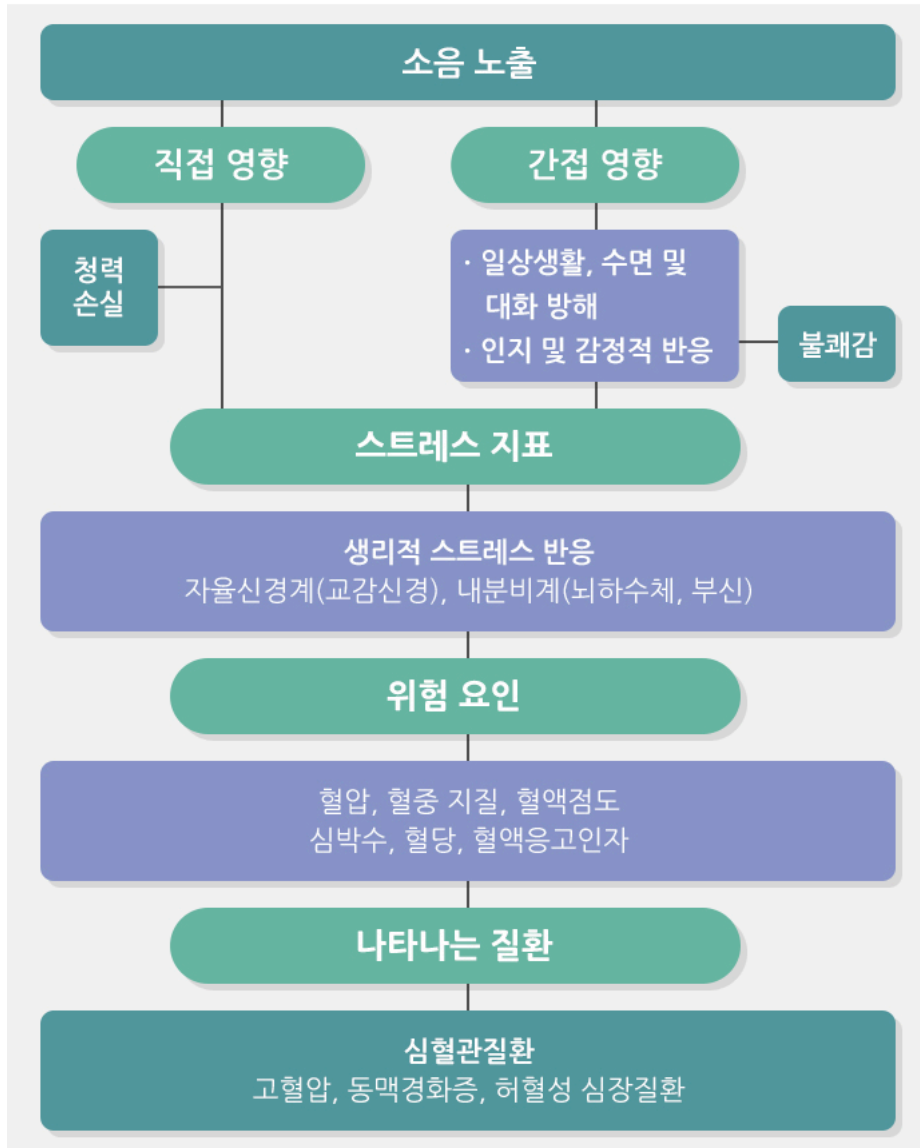 소음 노출
직접 영향
간접 영향
청력
손실
· 일상생활, 수면 및
대화 방해
· 인지 및 감정적 반응
불쾌감
스트레스 지표
생리적 스트레스 반응
자율신경계(교감신경), 내분비계(뇌하수체, 부신)
위험 요인
혈압, 혈중 지질, 혈액점도
심박수, 혈당, 혈액응고인자
나타나는 질환
심혈관질환
고혈압, 동맥경화증, 허혈성 심장질환